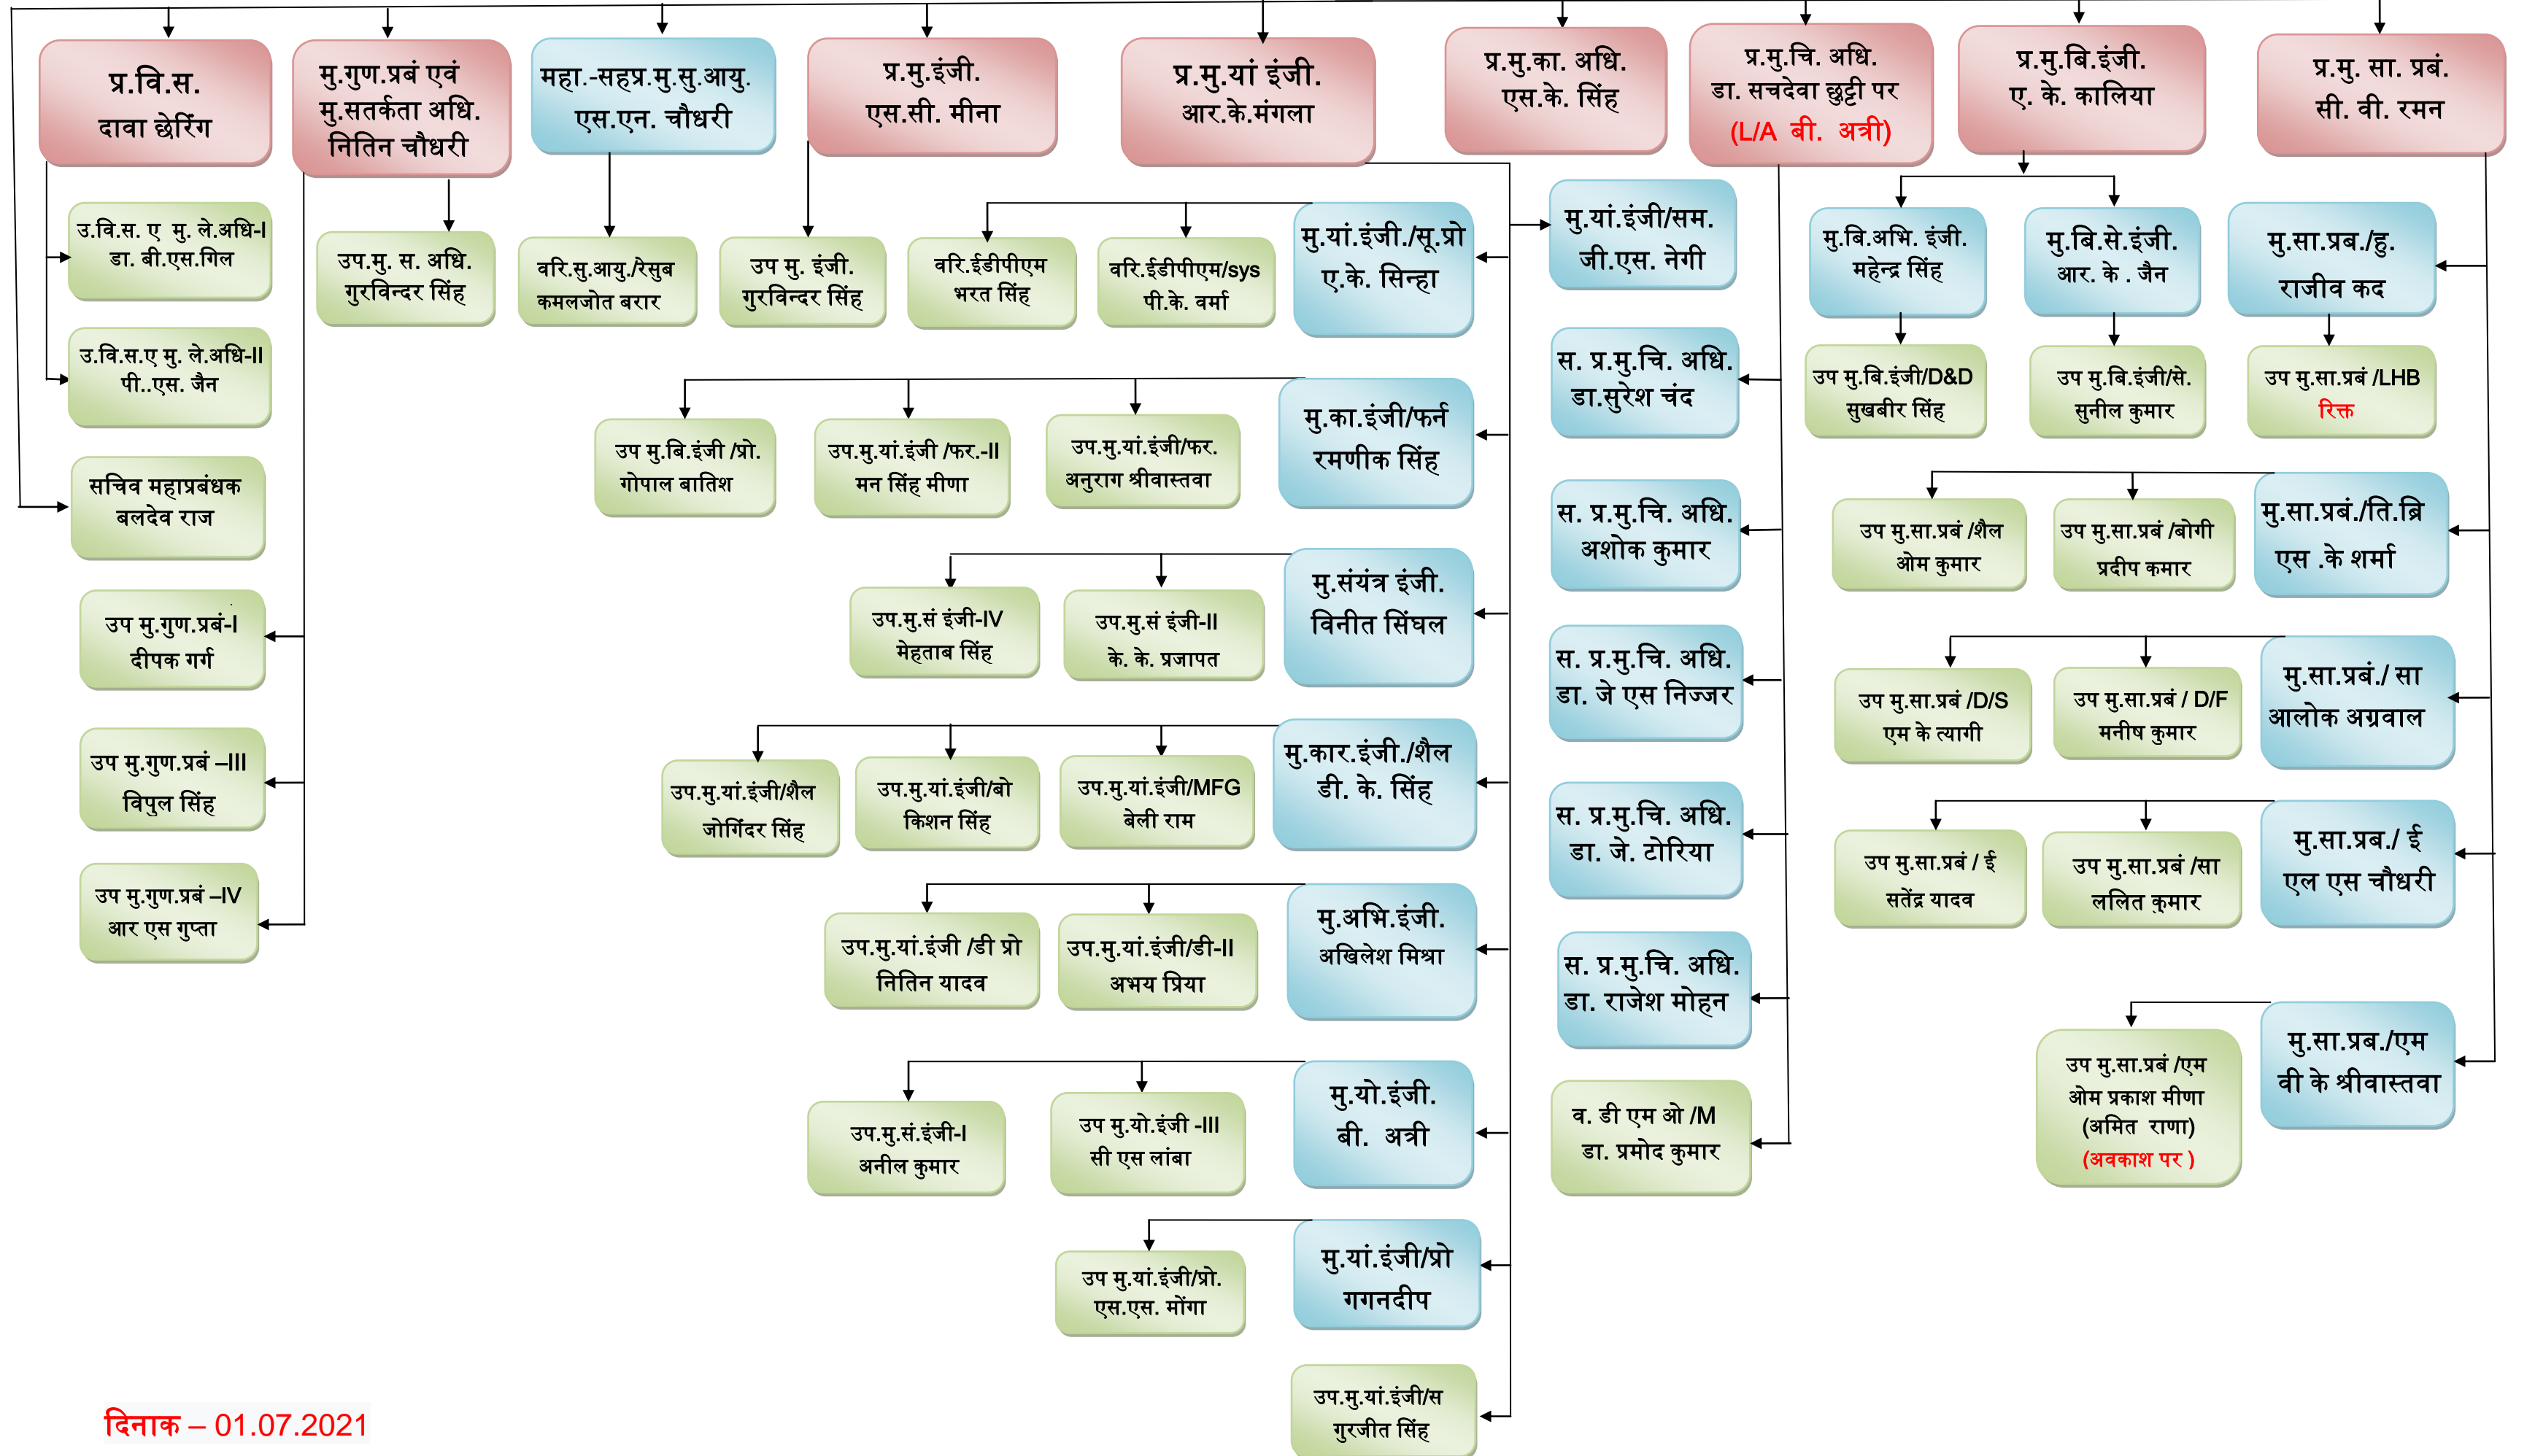 प्र.वि.स.
दावा छेरिंग
मु.गुण.प्रबं एवं
मु.सतर्कता अधि.
नितिन चौधरी
महा.-सहप्र.मु.सु.आयु.
एस.एन. चौधरी
प्र.मु.इंजी.
एस.सी. मीना
प्र.मु.यां इंजी.
आर.के.मंगला
प्र.मु.का. अधि.
एस.के. सिंह
प्र.मु.चि. अधि.
डा. सचदेवा छुट्टी पर
(L/A बी. अत्री)
प्र.मु.बि.इंजी.
ए. के. कालिया
प्र.मु. सा. प्रबं.
सी. वी. रमन
उ.वि.स. ए मु. ले.अधि-I
डा. बी.एस.गिल
उप.मु. स. अधि.
गुरविन्दर सिंह
वरि.सु.आयु./रेसुब
कमलजोत बरार
उप मु. इंजी.
गुरविन्दर सिंह
वरि.ईडीपीएम
भरत सिंह
वरि.ईडीपीएम/sys
पी.के. वर्मा
मु.यां.इंजी./सू.प्रो
ए.के. सिन्हा
मु.यां.इंजी/सम.
जी.एस. नेगी
मु.बि.अभि. इंजी.
महेन्द्र सिंह
मु.बि.से.इंजी.
आर. के . जैन
मु.सा.प्रब./हु.
राजीव कद
उ.वि.स.ए मु. ले.अधि-II
पी..एस. जैन
स. प्र.मु.चि. अधि.
डा.सुरेश चंद
उप मु.बि.इंजी/D&D
सुखबीर सिंह
उप मु.बि.इंजी/से.
सुनील कुमार
उप मु.सा.प्रबं /LHB
रिक्त
उप मु.बि.इंजी /प्रो.
गोपाल बातिश
उप.मु.यां.इंजी /फर.-II
मन सिंह मीणा
उप.मु.यां.इंजी/फर.
अनुराग श्रीवास्तवा
मु.का.इंजी/फर्न
रमणीक सिंह
सचिव महाप्रबंधक
बलदेव राज
स. प्र.मु.चि. अधि.
अशोक कुमार
उप मु.सा.प्रबं /शैल
ओम कुमार
उप मु.सा.प्रबं /बोगी
प्रदीप कमार
मु.सा.प्रबं./ति.ब्रि
एस .के शर्मा
उप मु.गुण.प्रबं-I
दीपक गर्ग
उप.मु.सं इंजी-IV
मेहताब सिंह
उप.मु.सं इंजी-II
के. के. प्रजापत
मु.संयंत्र इंजी.
विनीत सिंघल
स. प्र.मु.चि. अधि.
डा. जे एस निज्जर
उप मु.सा.प्रबं /D/S
एम के त्यागी
उप मु.सा.प्रबं / D/F
मनीष कुमार
मु.सा.प्रबं./ सा
आलोक अग्रवाल
उप मु.गुण.प्रबं –III
विपुल सिंह
उप.मु.यां.इंजी/शैल
जोगिंदर सिंह
उप.मु.यां.इंजी/बो
किशन सिंह
उप.मु.यां.इंजी/MFG
बेली राम
मु.कार.इंजी./शैल
डी. के. सिंह
स. प्र.मु.चि. अधि.
डा. जे. टोरिया
उप मु.सा.प्रबं / ई
सतेंद्र यादव
उप मु.सा.प्रबं /सा
ललित कुमार
मु.सा.प्रब./ ई
एल एस चौधरी
उप मु.गुण.प्रबं –IV
आर एस गुप्ता
उप.मु.यां.इंजी /डी प्रो
नितिन यादव
उप.मु.यां.इंजी/डी-II
अभय प्रिया
मु.अभि.इंजी.
अखिलेश मिश्रा
स. प्र.मु.चि. अधि.
डा. राजेश मोहन
उप.मु.सं.इंजी-I
अनील कुमार
उप मु.यो.इंजी -III
सी एस लांबा
मु.यो.इंजी.
बी. अत्री
व. डी एम ओ /M
डा. प्रमोद कुमार
उप मु.सा.प्रबं /एम
ओम प्रकाश मीणा
(अमित राणा)
(अवकाश पर )
मु.सा.प्रब./एम
वी के श्रीवास्तवा
उप मु.यां.इंजी/प्रो.
एस.एस. मोंगा
मु.यां.इंजी/प्रो
गगनदीप
उप.मु.यां.इंजी/स
गुरजीत सिंह
दिनाक – 01.07.2021